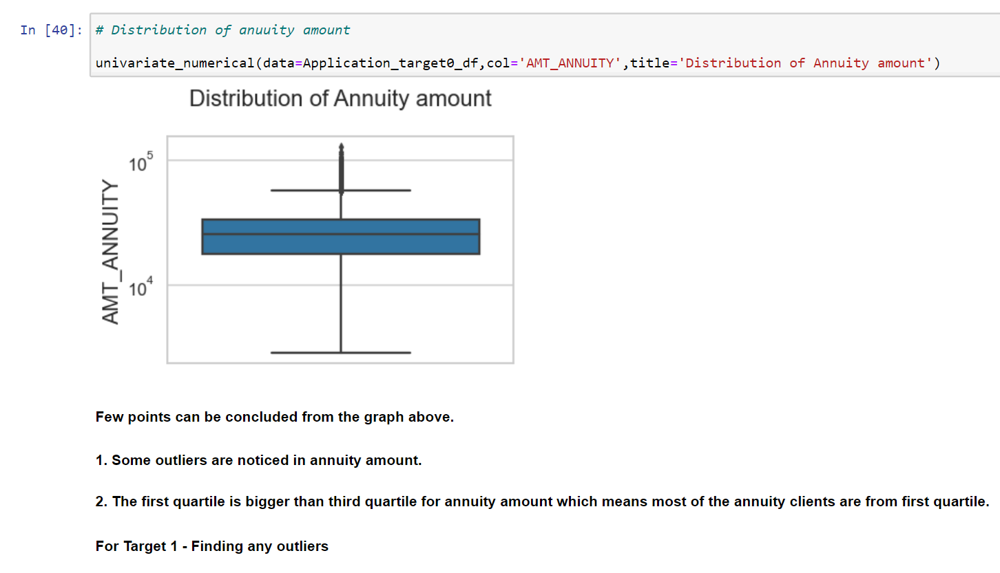 In [40]:
# Distribution of anuuity amount
univariate_numerical(data=Application_target0_df,col='AMT_ANNUITY',title='Distribution of Annuity amount')
Distribution of Annuity amount
10^5
AMT_ANNUITY
10^4
Few points can be concluded from the graph above.
1. Some outliers are noticed in annuity amount.
2. The first quartile is bigger than third quartile for annuity amount which means most of the annuity clients are from first quartile.
For Target 1 - Finding any outliers